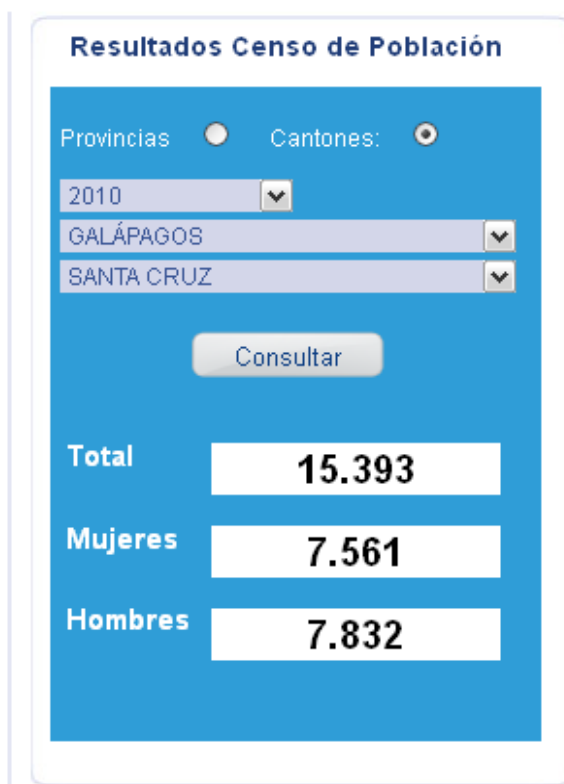 Resultados Censo de Población
Provincias Cantones:
2010
GALÁPAGOS
SANTA CRUZ
Consultar
Total 15.393
Mujeres 7.561
Hombres 7.832